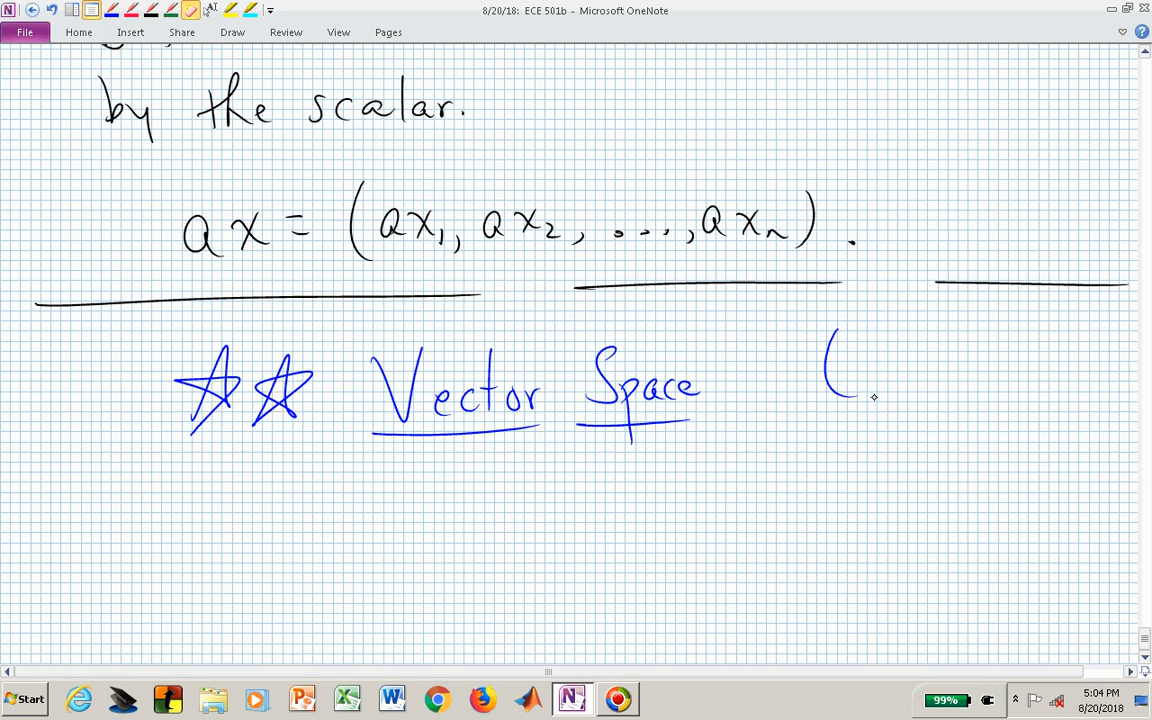 8/20/18: ECE 501b - Microsoft OneNote
File Home Insert Share Draw Review View Pages
by the scalar.
ax = (ax₁, ax₂, ...., axₙ).
☆☆ Vector Space (
Start
99%
5:04 PM
8/20/2018